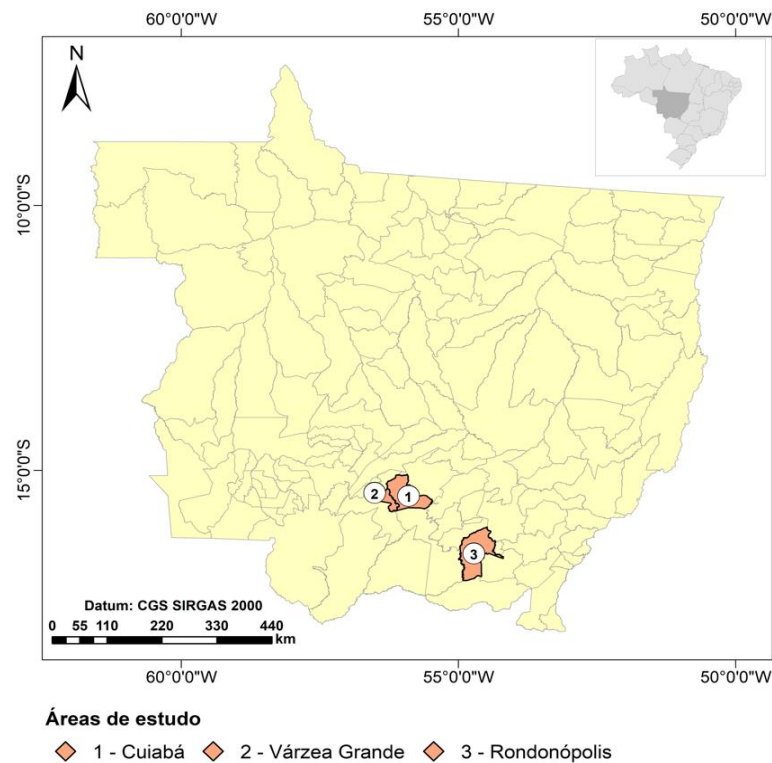 60°0'0"W 55°0'0"W 50°0'0"W
N
10°0'0"S
15°0'0"S
2
1
3
Datum: CGS SIRGAS 2000
0 55 110 220 330 440
km
60°0'0"W 55°0'0"W 50°0'0"W
Áreas de estudo
1 - Cuiabá 2 - Várzea Grande 3 - Rondonópolis